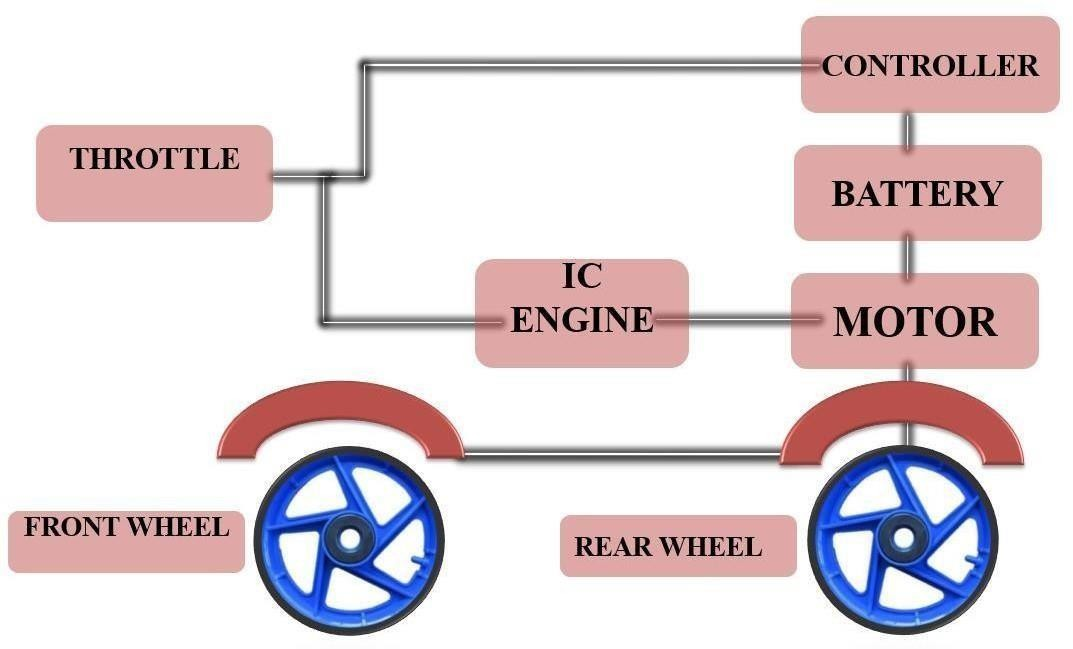 CONTROLLER
THROTTLE
BATTERY
IC
ENGINE
MOTOR
FRONT WHEEL
REAR WHEEL